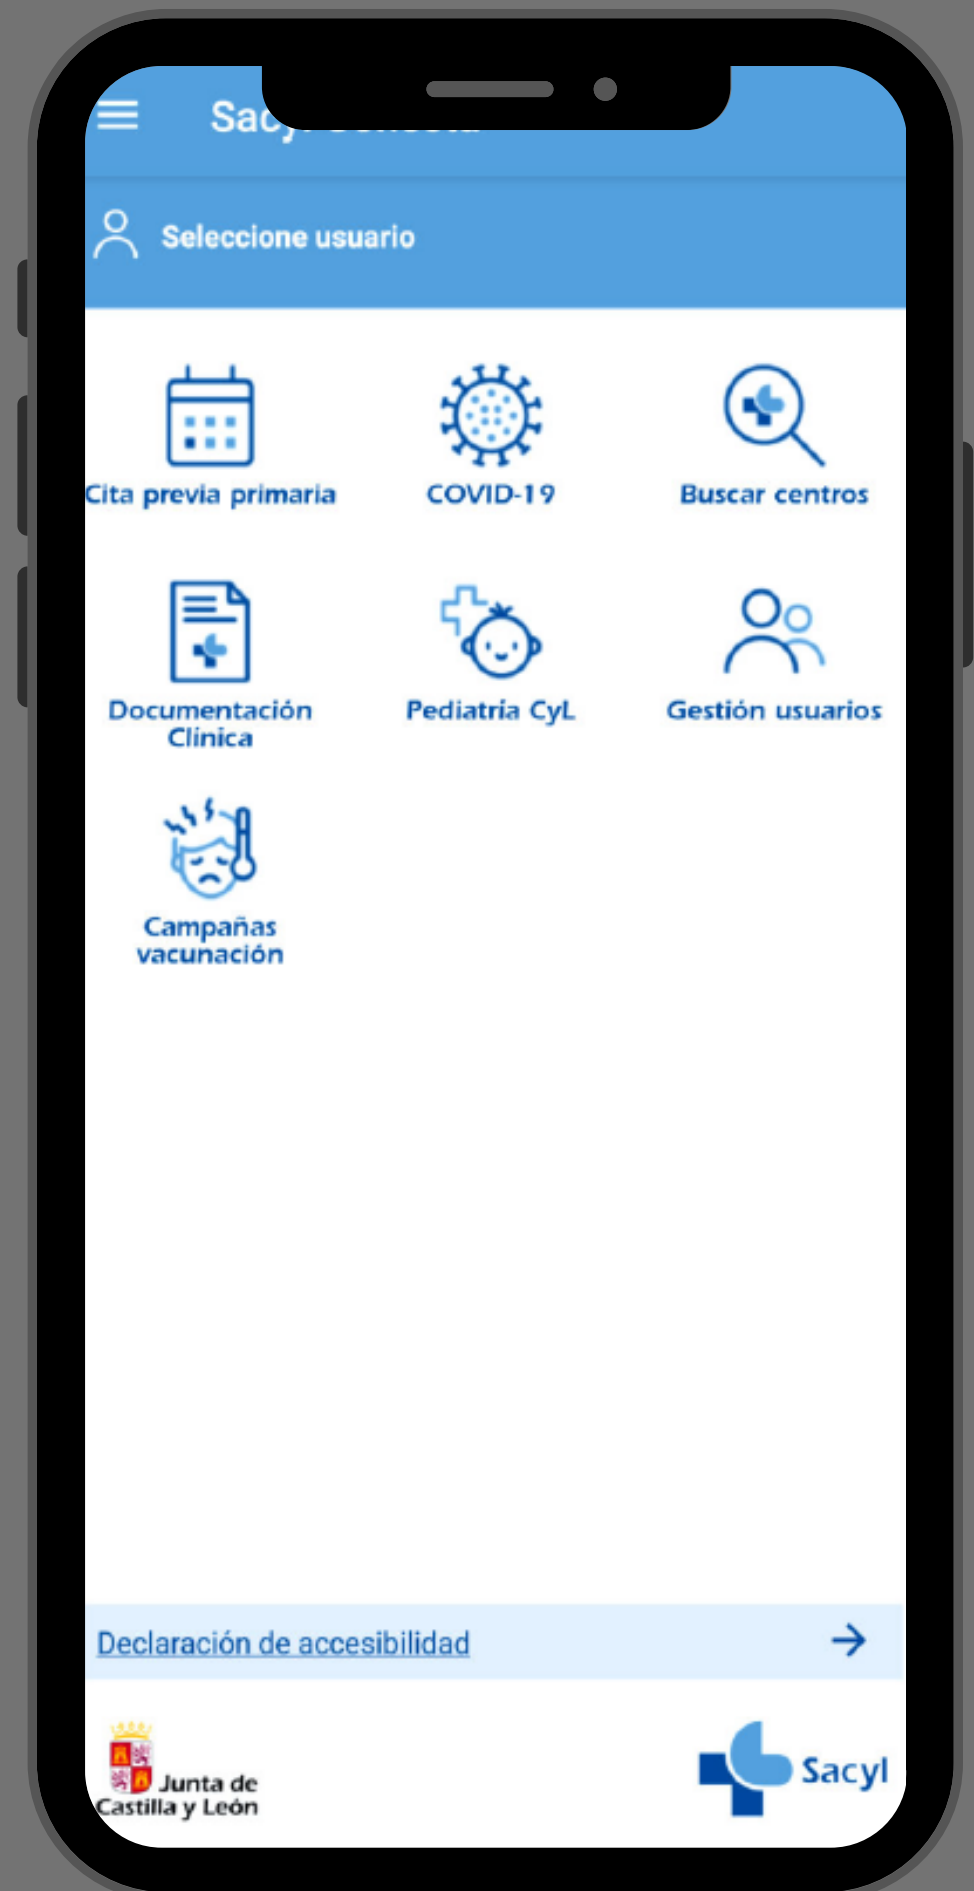 Sacyl
Seleccione usuario
Cita previa primaria
COVID-19
Buscar centros
Documentación
Clínica
Pediatría CyL
Gestión usuarios
Campañas
vacunación
Declaración de accesibilidad
Junta de
Castilla y León
Sacyl